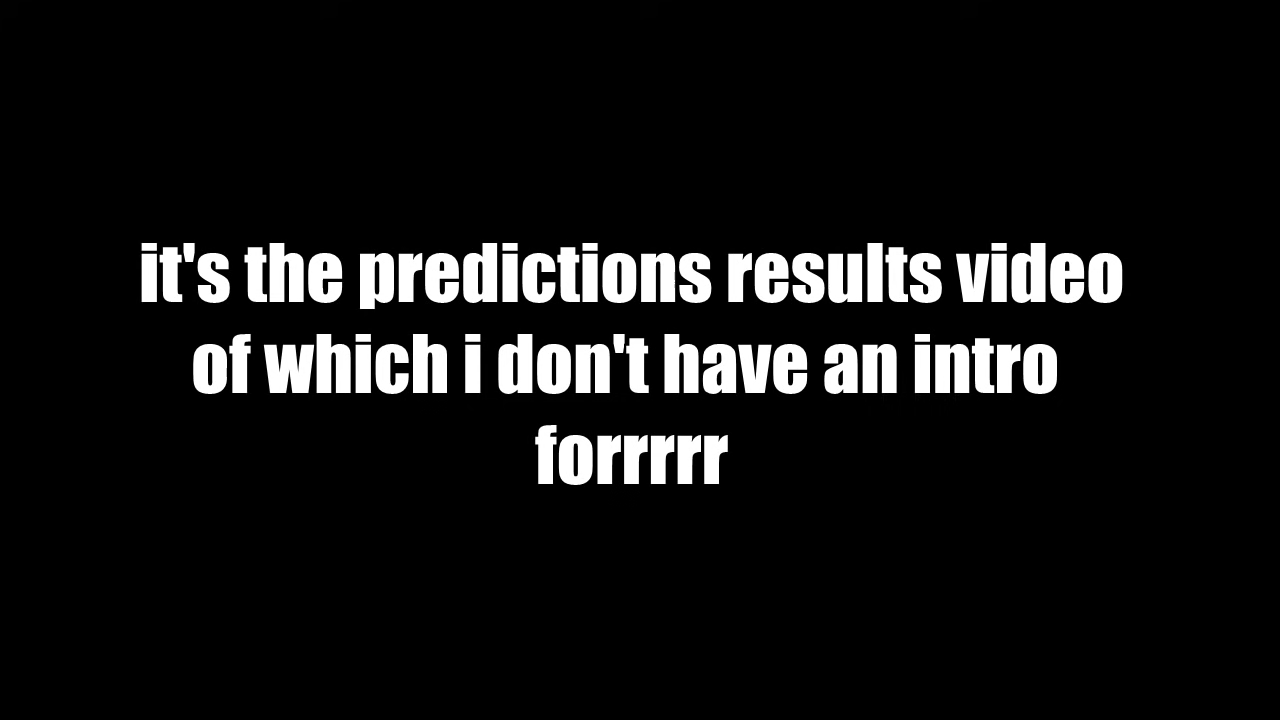 it's the predictions results video
of which i don't have an intro
forrrrr